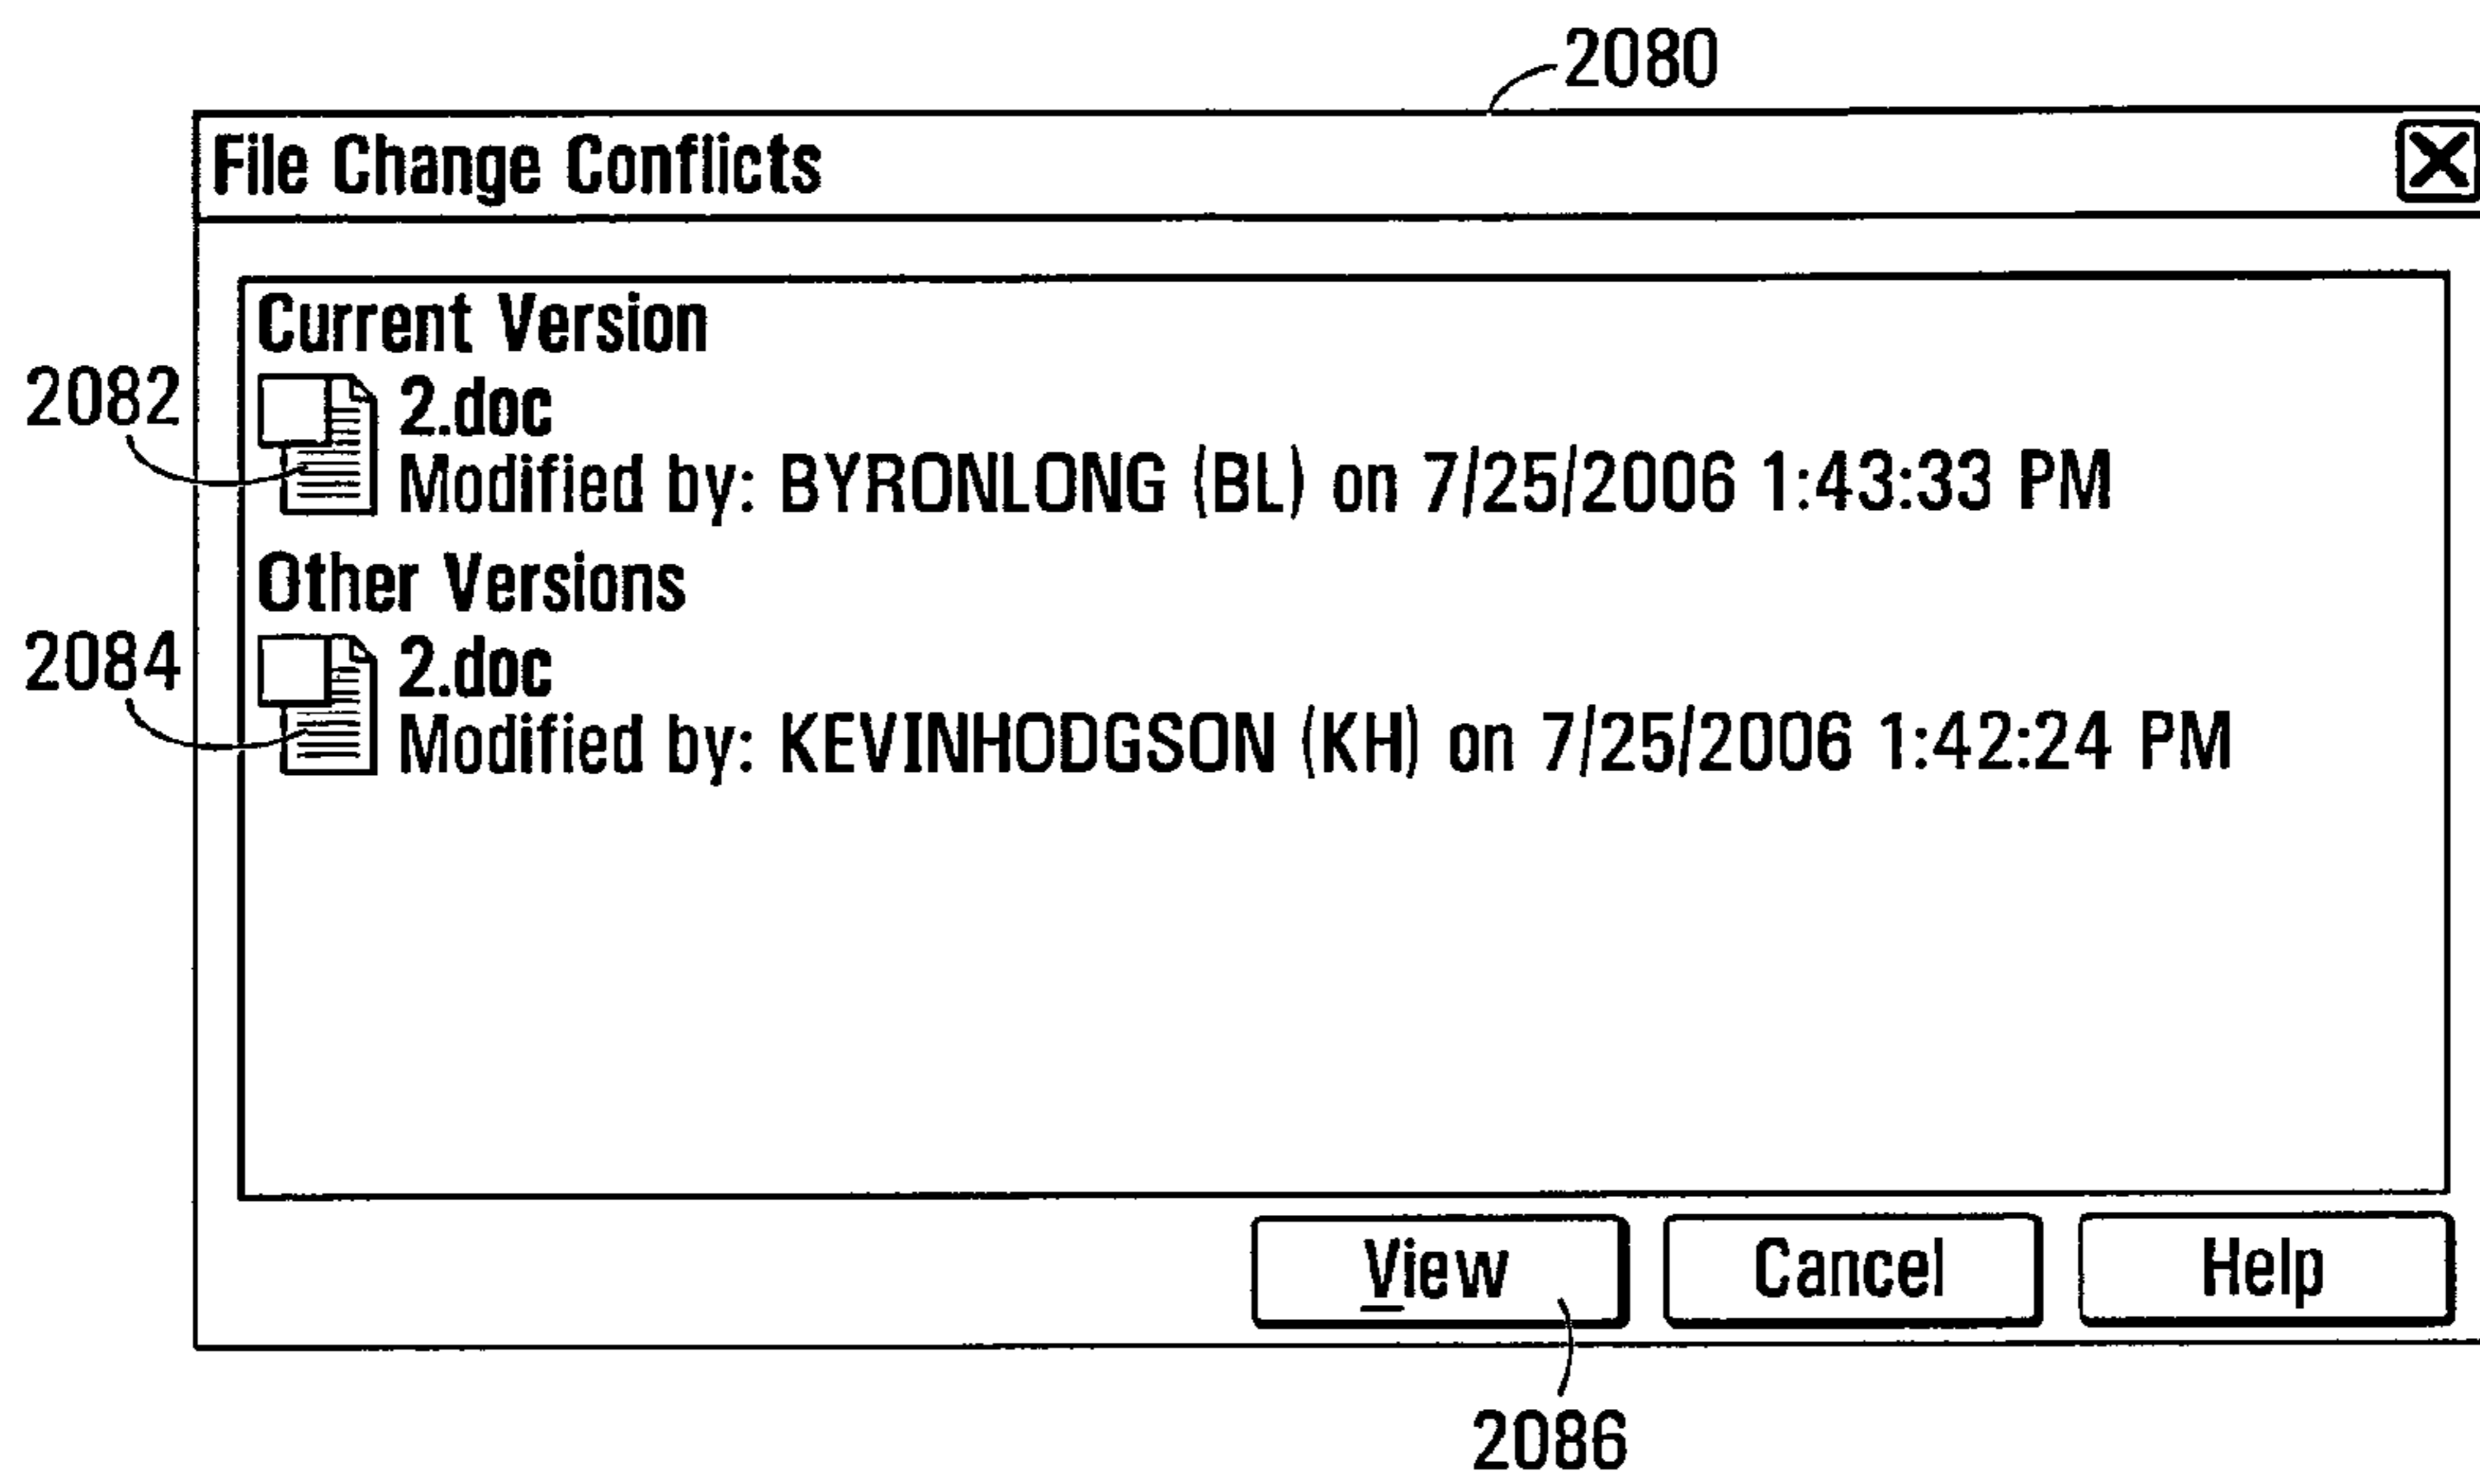 2080
File Change Conflicts
Current Version
2082
2.doc
Modified by: BYRONLONG (BL) on 7/25/2006 1:43:33 PM
Other Versions
2084
2.doc
Modified by: KEVINHODGSON (KH) on 7/25/2006 1:42:24 PM
View Cancel Help
2086